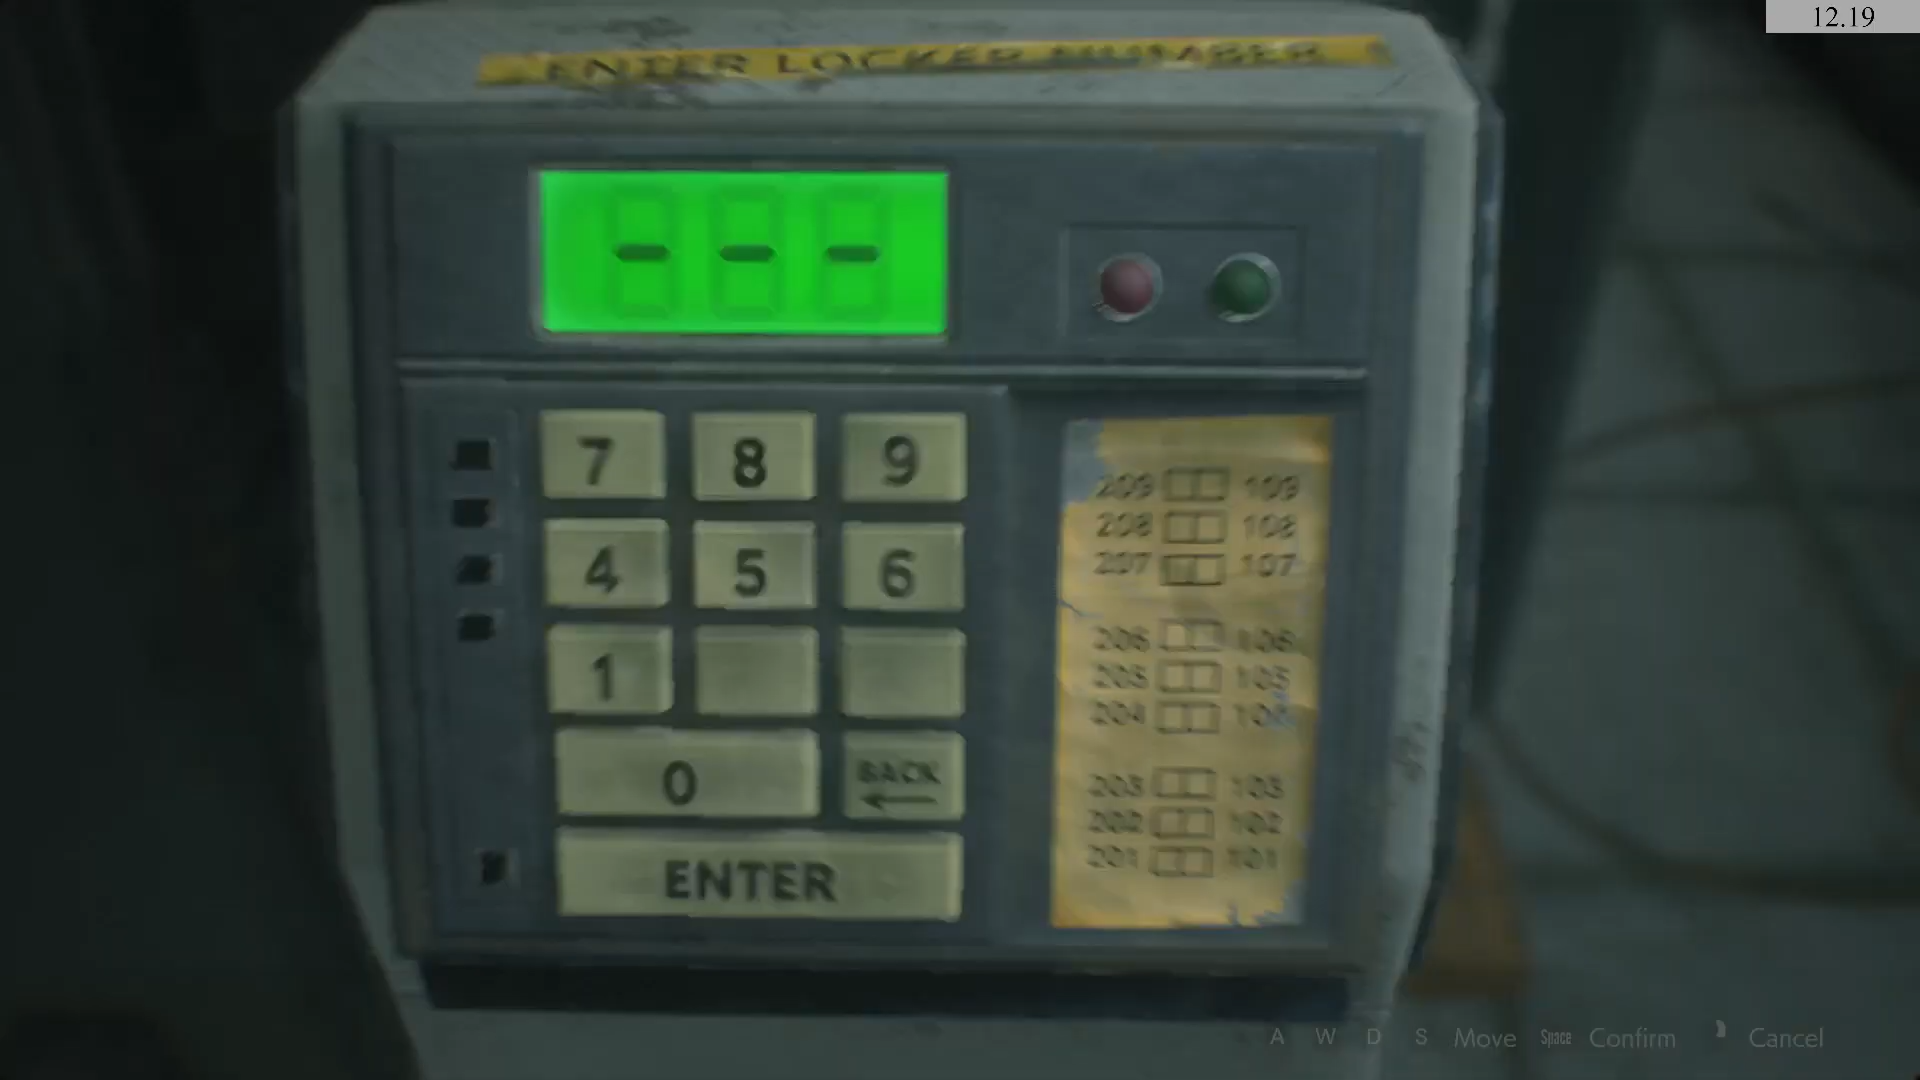 12.19
ENTER LOCKER NUMBER
7 8 9
4 5 6
1
0 BACK
ENTER
209 109
208 108
207 107
206 106
205 105
204 104
203 103
202 102
201 101
A W D S Move Space Confirm Cancel